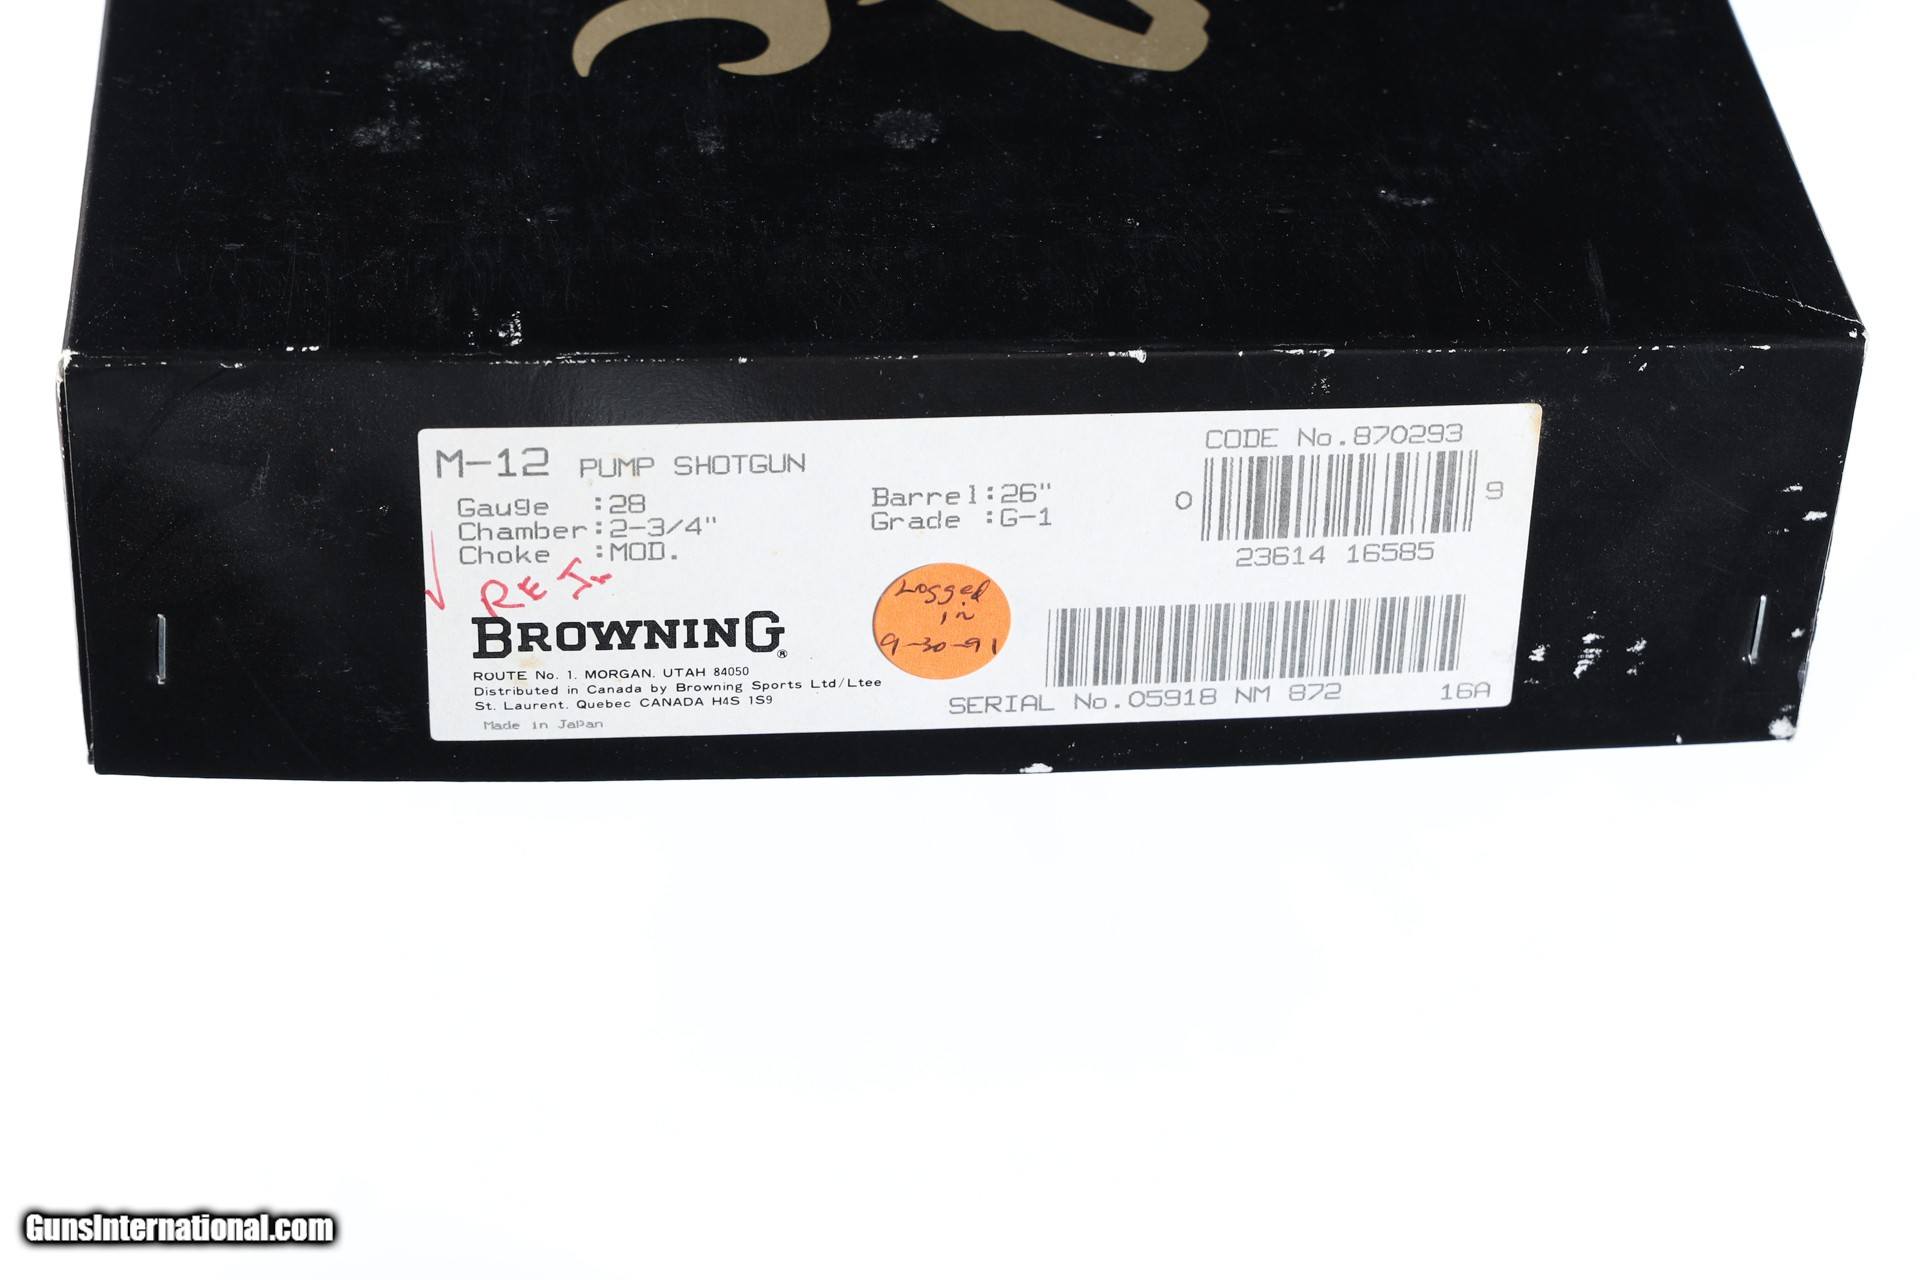 M-12 PUMP SHOTGUN
Gauge :28
Chamber:2-3/4"
Choke :MOD.
Barrel:26"
Grade :G-1
CODE No.870293
0 9
23614 16585
BROWNING®
ROUTE No. 1. MORGAN. UTAH 84050
Distributed in Canada by Browning Sports Ltd/Ltee
St. Laurent. Quebec CANADA H4S 1S9
Made in Japan
Logged
in
9-30-91
SERIAL No.05918 NM 872 16A
GunsInternational.com